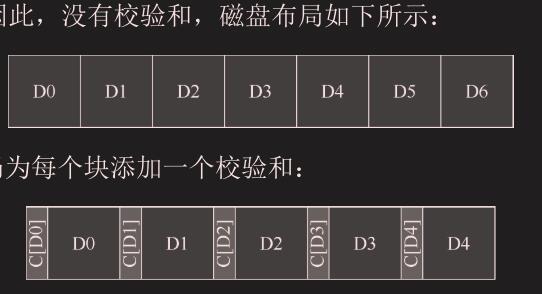 因此，没有校验和，磁盘布局如下所示：
D0 D1 D2 D3 D4 D5 D6
为每个块添加一个校验和：
C[D0] D0 C[D1] D1 C[D2] D2 C[D3] D3 C[D4] D4